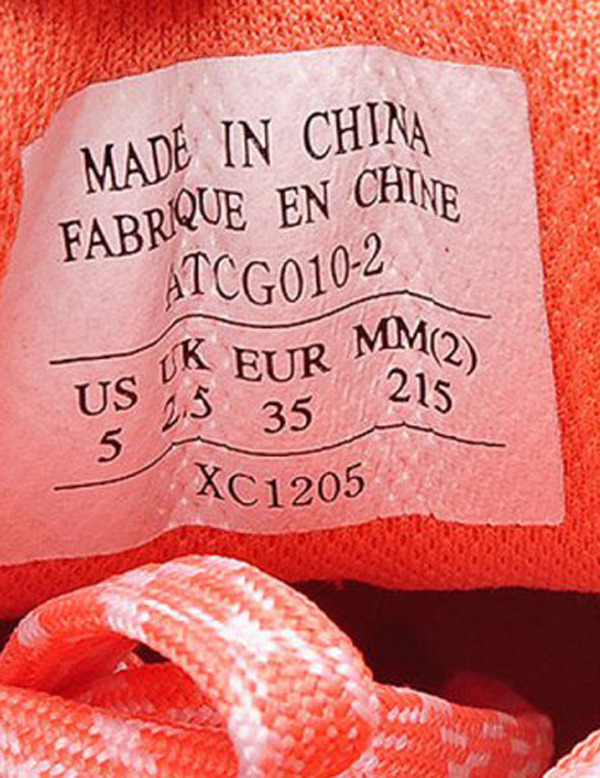 MADE IN CHINA
FABRIQUE EN CHINE
ATCG010-2
US UK EUR MM(2)
5 2.5 35 215
XC1205